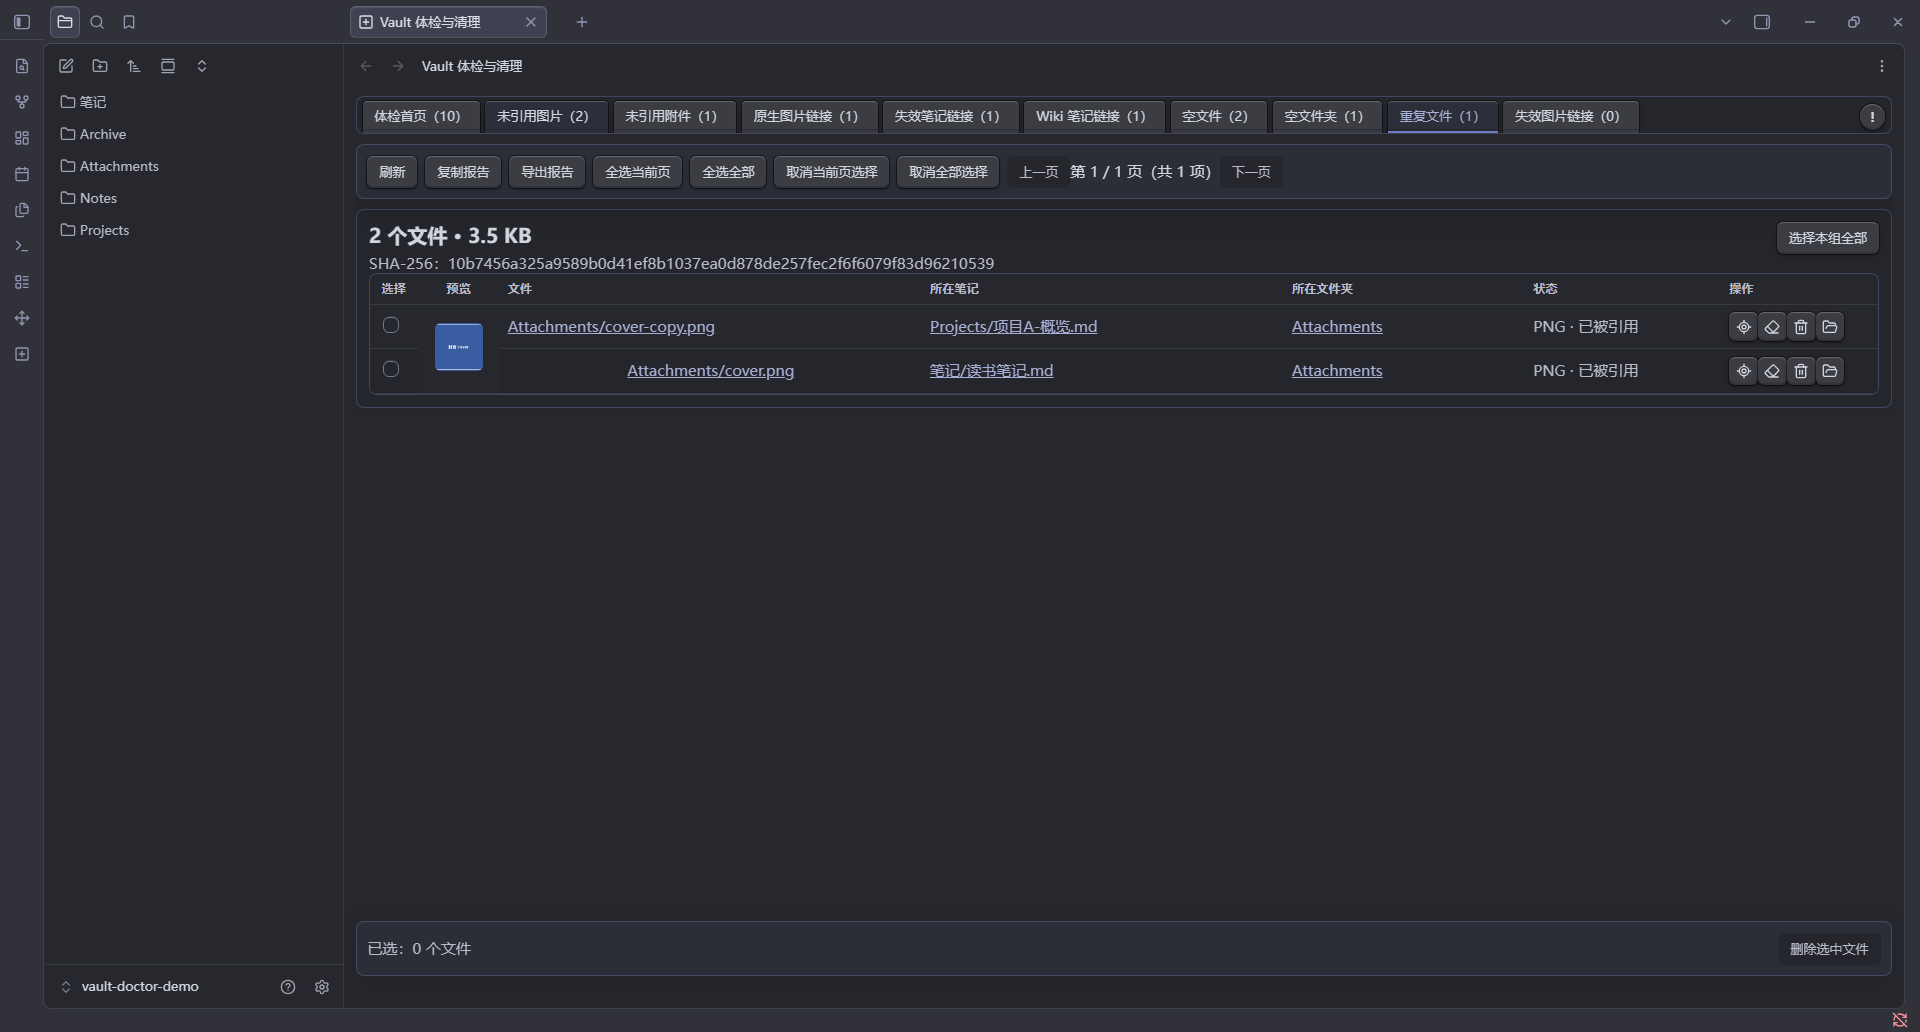 Vault 体检与清理
Vault 体检与清理
笔记
Archive
Attachments
Notes
Projects
体检首页（10）
未引用图片（2）
未引用附件（1）
原生图片链接（1）
失效笔记链接（1）
Wiki 笔记链接（1）
空文件（2）
空文件夹（1）
重复文件（1）
失效图片链接（0）
刷新
复制报告
导出报告
全选当前页
全选全部
取消当前页选择
取消全部选择
上一页
第 1 / 1 页（共 1 项）
下一页
2 个文件 • 3.5 KB
选择本组全部
SHA-256：10b7456a325a9589b0d41ef8b1037ea0d878de257fec2f6f6079f83d96210539
选择 预览 文件 所在笔记 所在文件夹 状态 操作
Attachments/cover-copy.png Projects/项目A-概览.md Attachments PNG · 已被引用
Attachments/cover.png 笔记/读书笔记.md Attachments PNG · 已被引用
已选：0 个文件
删除选中文件
vault-doctor-demo